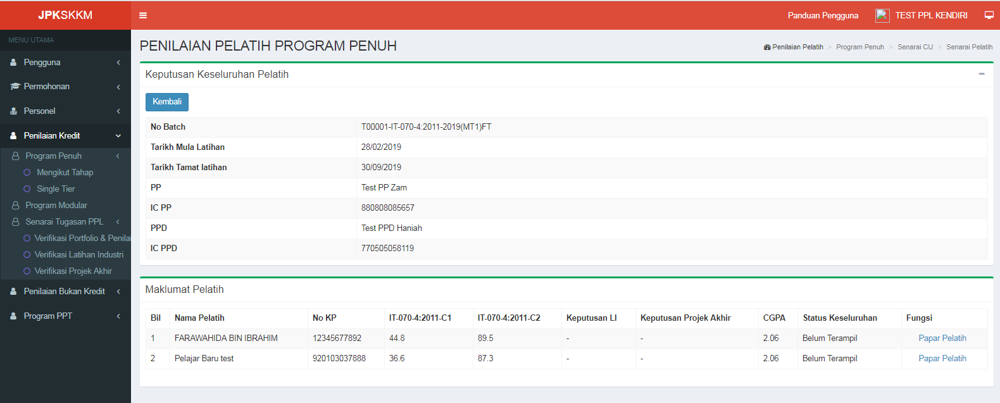 JPKSKKM
Panduan Pengguna
TEST PPL KENDIRI
MENU UTAMA
Pengguna
Permohonan
Personel
Penilaian Kredit
Program Penuh
Mengikut Tahap
Single Tier
Program Modular
Senarai Tugasan PPL
Verifikasi Portfolio & Penilai
Verifikasi Latihan Industri
Verifikasi Projek Akhir
Penilaian Bukan Kredit
Program PPT
PENILAIAN PELATIH PROGRAM PENUH
Penilaian Pelatih > Program Penuh > Senarai CU > Senarai Pelatih
Keputusan Keseluruhan Pelatih
Kembali
No Batch T00001-IT-070-4:2011-2019(MT1)FT
Tarikh Mula Latihan 28/02/2019
Tarikh Tamat latihan 30/09/2019
PP Test PP Zam
IC PP 880808085657
PPD Test PPD Haniah
IC PPD 770505058119
Maklumat Pelatih
Bil Nama Pelatih No KP IT-070-4:2011-C1 IT-070-4:2011-C2 Keputusan LI Keputusan Projek Akhir CGPA Status Keseluruhan Fungsi
1 FARAWAHIDA BIN IBRAHIM 12345677892 44.8 89.5 - - 2.06 Belum Terampil Papar Pelatih
2 Pelajar Baru test 920103037888 36.6 87.3 - - 2.06 Belum Terampil Papar Pelatih